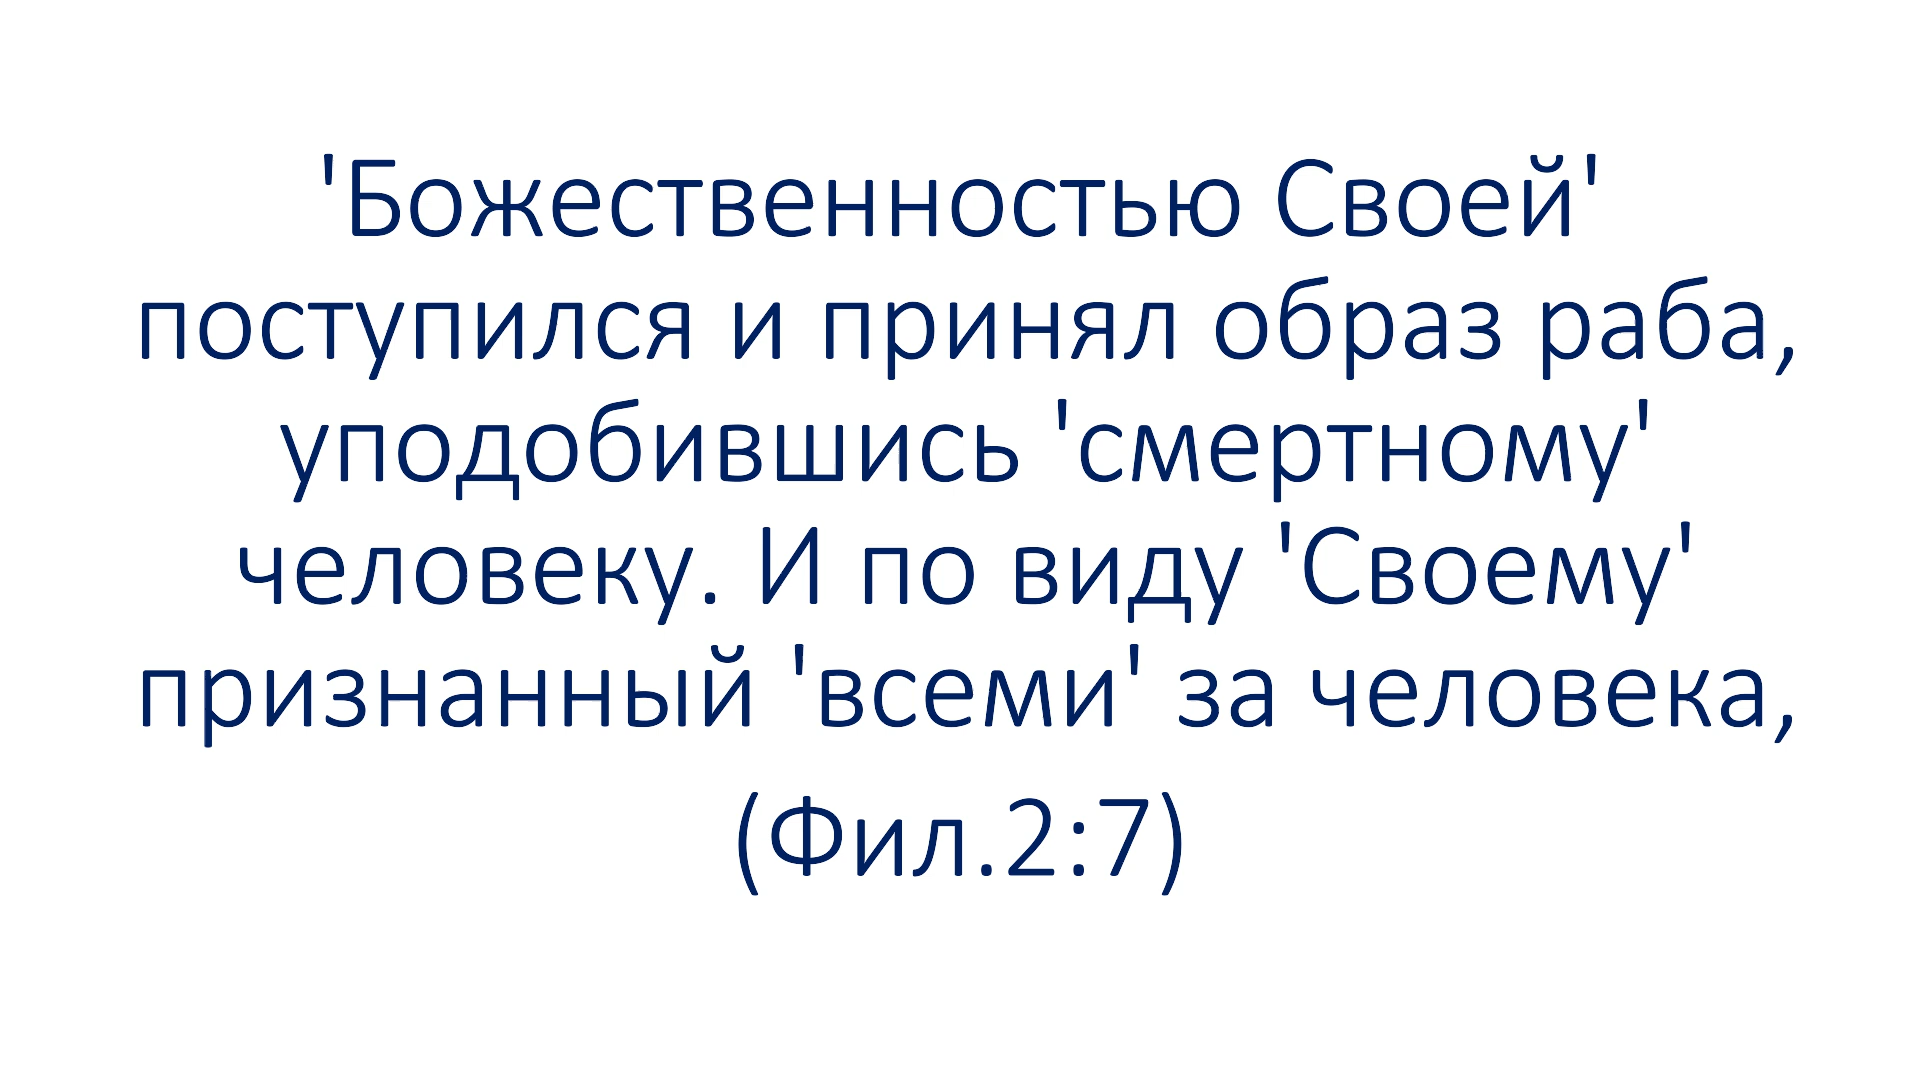 'Божественностью Своей'
поступился и принял образ раба,
уподобившись 'смертному'
человеку. И по виду 'Своему'
признанный 'всеми' за человека,
(Фил.2:7)